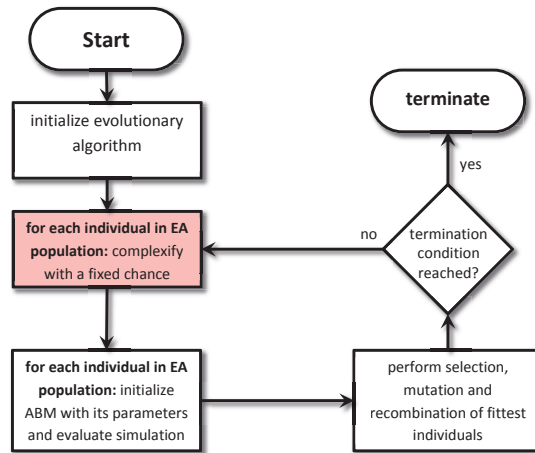 Start
initialize evolutionary
algorithm
for each individual in EA
population: complexify
with a fixed chance
for each individual in EA
population: initialize
ABM with its parameters
and evaluate simulation
perform selection,
mutation and
recombination of fittest
individuals
termination
condition
reached?
no
yes
terminate